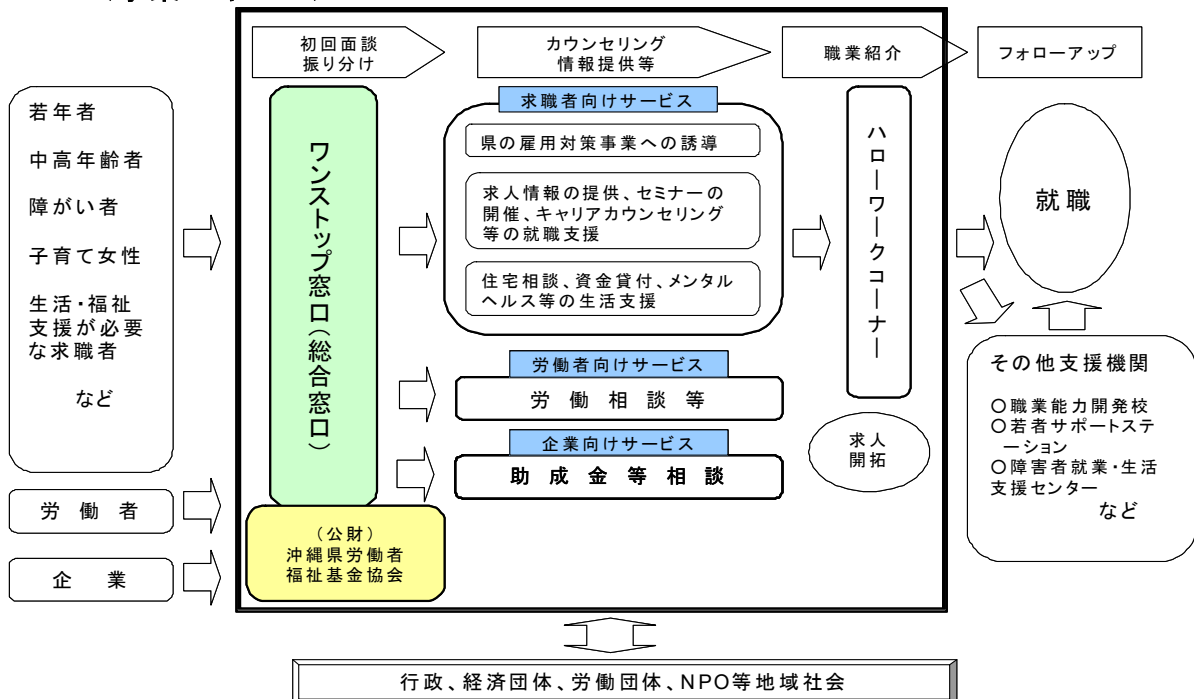 初回面談
振り分け
カウンセリング
情報提供等
職業紹介
フォローアップ
若年者
中高年齢者
障がい者
子育て女性
生活・福祉
支援が必要
な求職者
など
労働者
企業
ワンストップ窓口(総合窓口)
(公財)
沖縄県労働者
福祉基金協会
求職者向けサービス
県の雇用対策事業への誘導
求人情報の提供、セミナーの
開催、キャリアカウンセリング
等の就職支援
住宅相談、資金貸付、メンタル
ヘルス等の生活支援
労働者向けサービス
労働相談等
企業向けサービス
助成金等相談
ハローワークコーナー
求人
開拓
就職
その他支援機関
○職業能力開発校
○若者サポートステ
ーション
○障害者就業・生活
支援センター
など
行政、経済団体、労働団体、NPO等地域社会